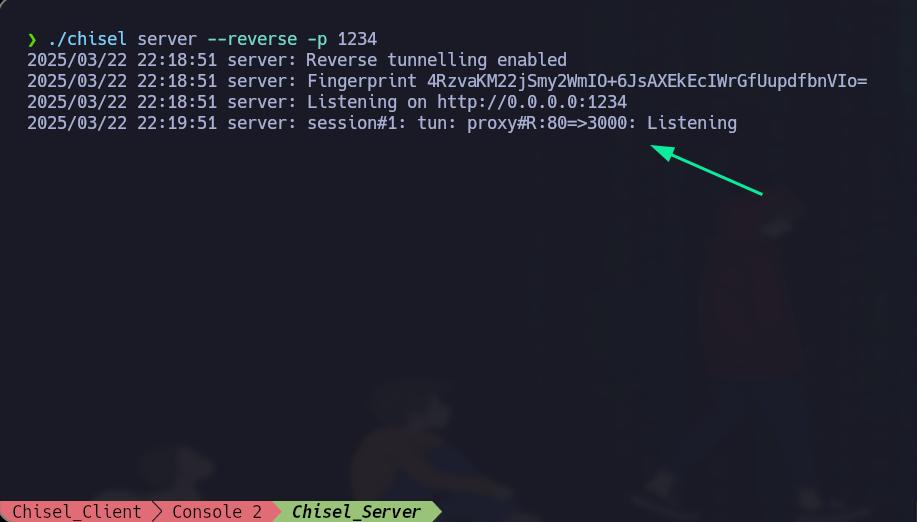 ❯ ./chisel server --reverse -p 1234
2025/03/22 22:18:51 server: Reverse tunnelling enabled
2025/03/22 22:18:51 server: Fingerprint 4RzvaKM22jSmy2WmIO+6JsAXEkEcIWrGfUupdfbnVIo=
2025/03/22 22:18:51 server: Listening on http://0.0.0.0:1234
2025/03/22 22:19:51 server: session#1: tun: proxy#R:80=>3000: Listening
Chisel_Client Console 2 Chisel_Server